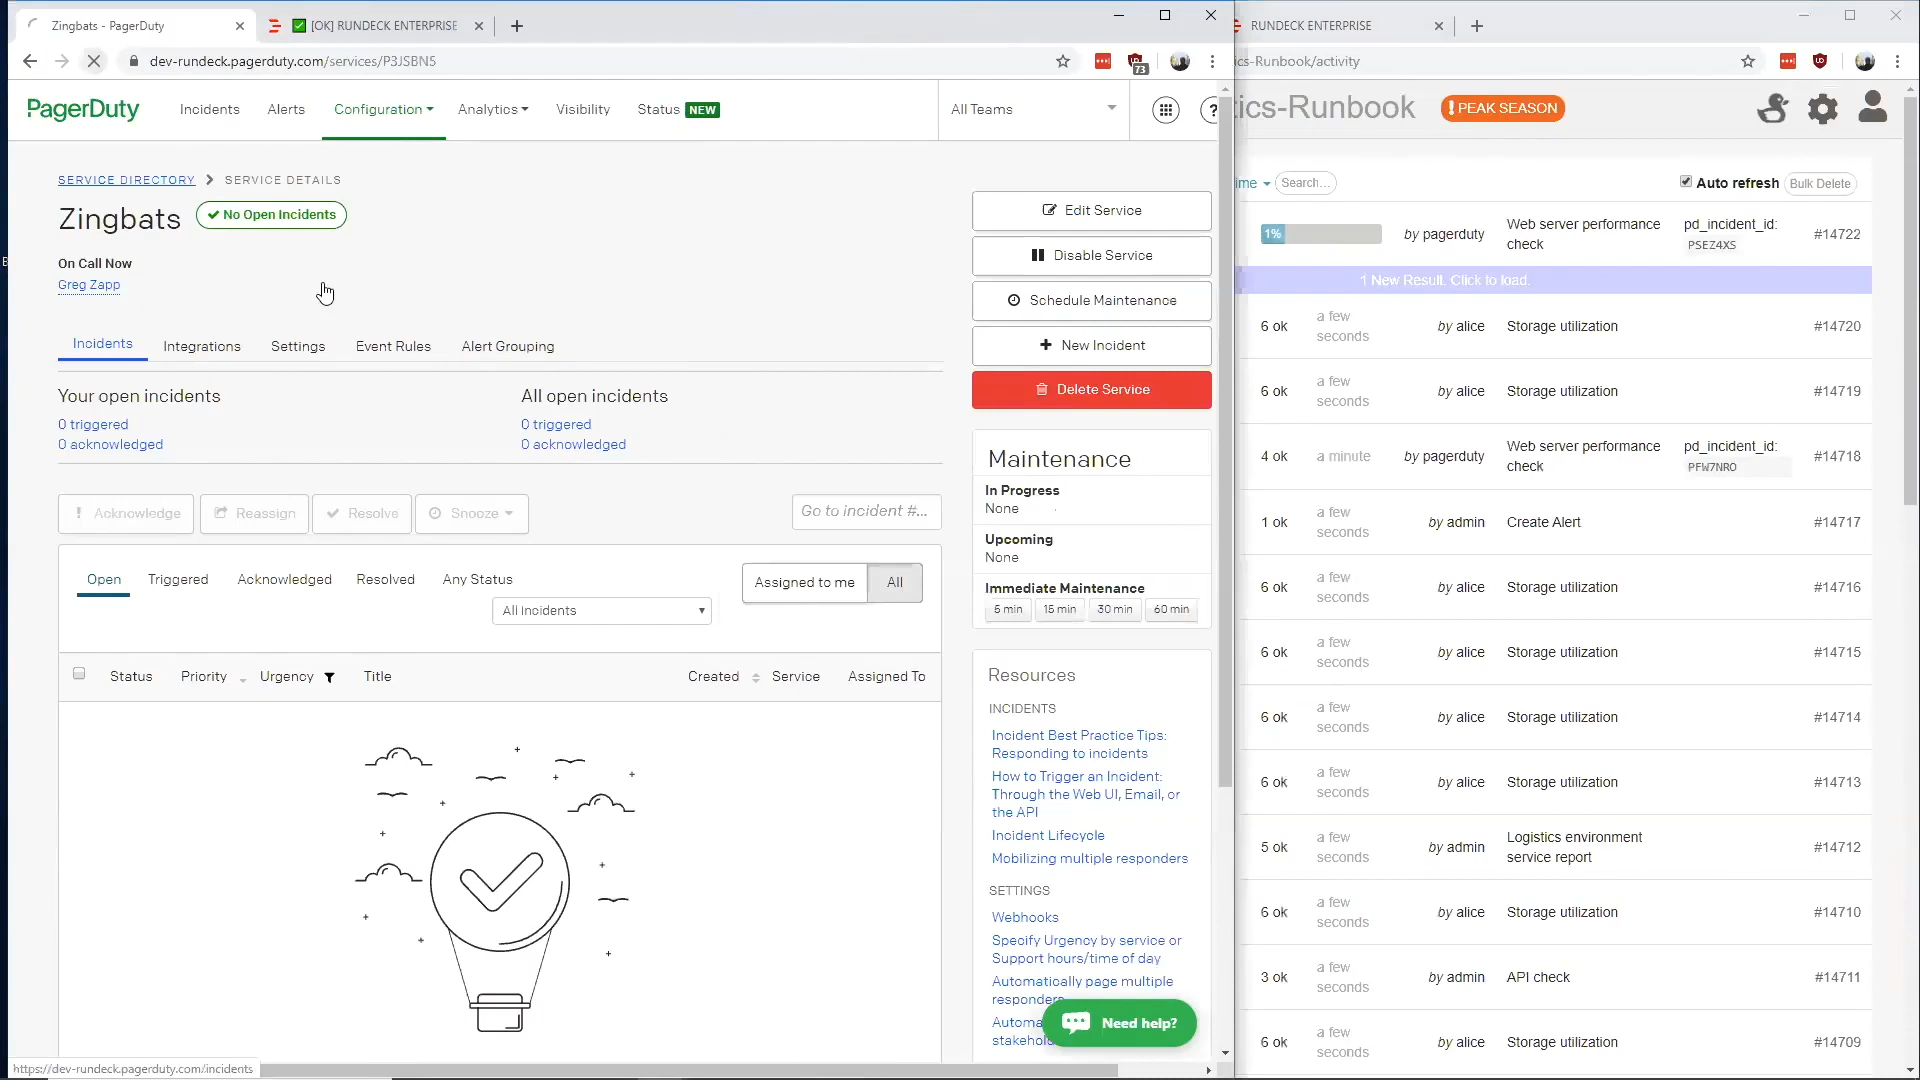 Zingbats - PagerDuty
[OK] RUNDECK ENTERPRISE
dev-rundeck.pagerduty.com/services/P3JSBN5
73
PagerDuty
Incidents
Alerts
Configuration
Analytics
Visibility
Status NEW
All Teams
?
SERVICE DIRECTORY > SERVICE DETAILS
Zingbats
No Open Incidents
On Call Now
Greg Zapp
Edit Service
Disable Service
Schedule Maintenance
New Incident
Delete Service
Incidents
Integrations
Settings
Event Rules
Alert Grouping
Your open incidents
0 triggered
0 acknowledged
All open incidents
0 triggered
0 acknowledged
Acknowledge
Reassign
Resolve
Snooze
Go to incident #...
Open
Triggered
Acknowledged
Resolved
Any Status
All Incidents
Assigned to me
All
Status
Priority
Urgency
Title
Created
Service
Assigned To
Maintenance
In Progress
None
Upcoming
None
Immediate Maintenance
5 min
15 min
30 min
60 min
Resources
INCIDENTS
Incident Best Practice Tips:
Responding to incidents
How to Trigger an Incident:
Through the Web UI, Email, or
the API
Incident Lifecycle
Mobilizing multiple responders
SETTINGS
Webhooks
Specify Urgency by service or
Support hours/time of day
Automatically page multiple
responders
Automa
stakehol
Need help?
https://dev-rundeck.pagerduty.com/incidents
RUNDECK ENTERPRISE
ics-Runbook/activity
tics-Runbook
! PEAK SEASON
ime
Search...
Auto refresh
Bulk Delete
1% by pagerduty Web server performance check pd_incident_id: PSEZ4XS #14722
1 New Result. Click to load.
6 ok a few seconds by alice Storage utilization #14720
6 ok a few seconds by alice Storage utilization #14719
4 ok a minute by pagerduty Web server performance check pd_incident_id: PFW7NRO #14718
1 ok a few seconds by admin Create Alert #14717
6 ok a few seconds by alice Storage utilization #14716
6 ok a few seconds by alice Storage utilization #14715
6 ok a few seconds by alice Storage utilization #14714
6 ok a few seconds by alice Storage utilization #14713
5 ok a few seconds by admin Logistics environment service report #14712
6 ok a few seconds by alice Storage utilization #14710
3 ok a few seconds by admin API check #14711
6 ok a few seconds by alice Storage utilization #14709